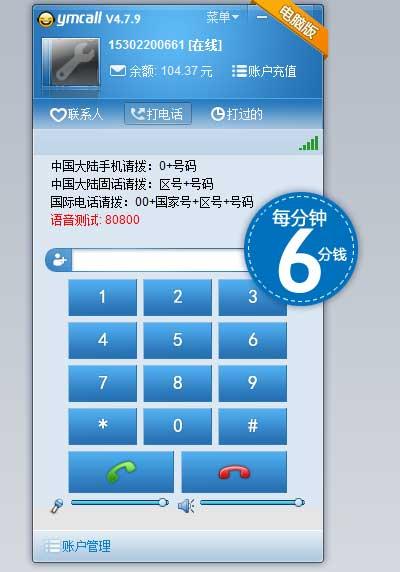 ymcall V4.7.9
菜单
电脑版
15302200661 [在线]
余额: 104.37 元
账户充值
联系人
打电话
打过的
中国大陆手机请拨：0+号码
中国大陆固话请拨：区号+号码
国际电话请拨：00+国家号+区号+号码
语音测试: 80800
每分钟
6分钱
1 2 3
4 5 6
7 8 9
* 0 #
账户管理